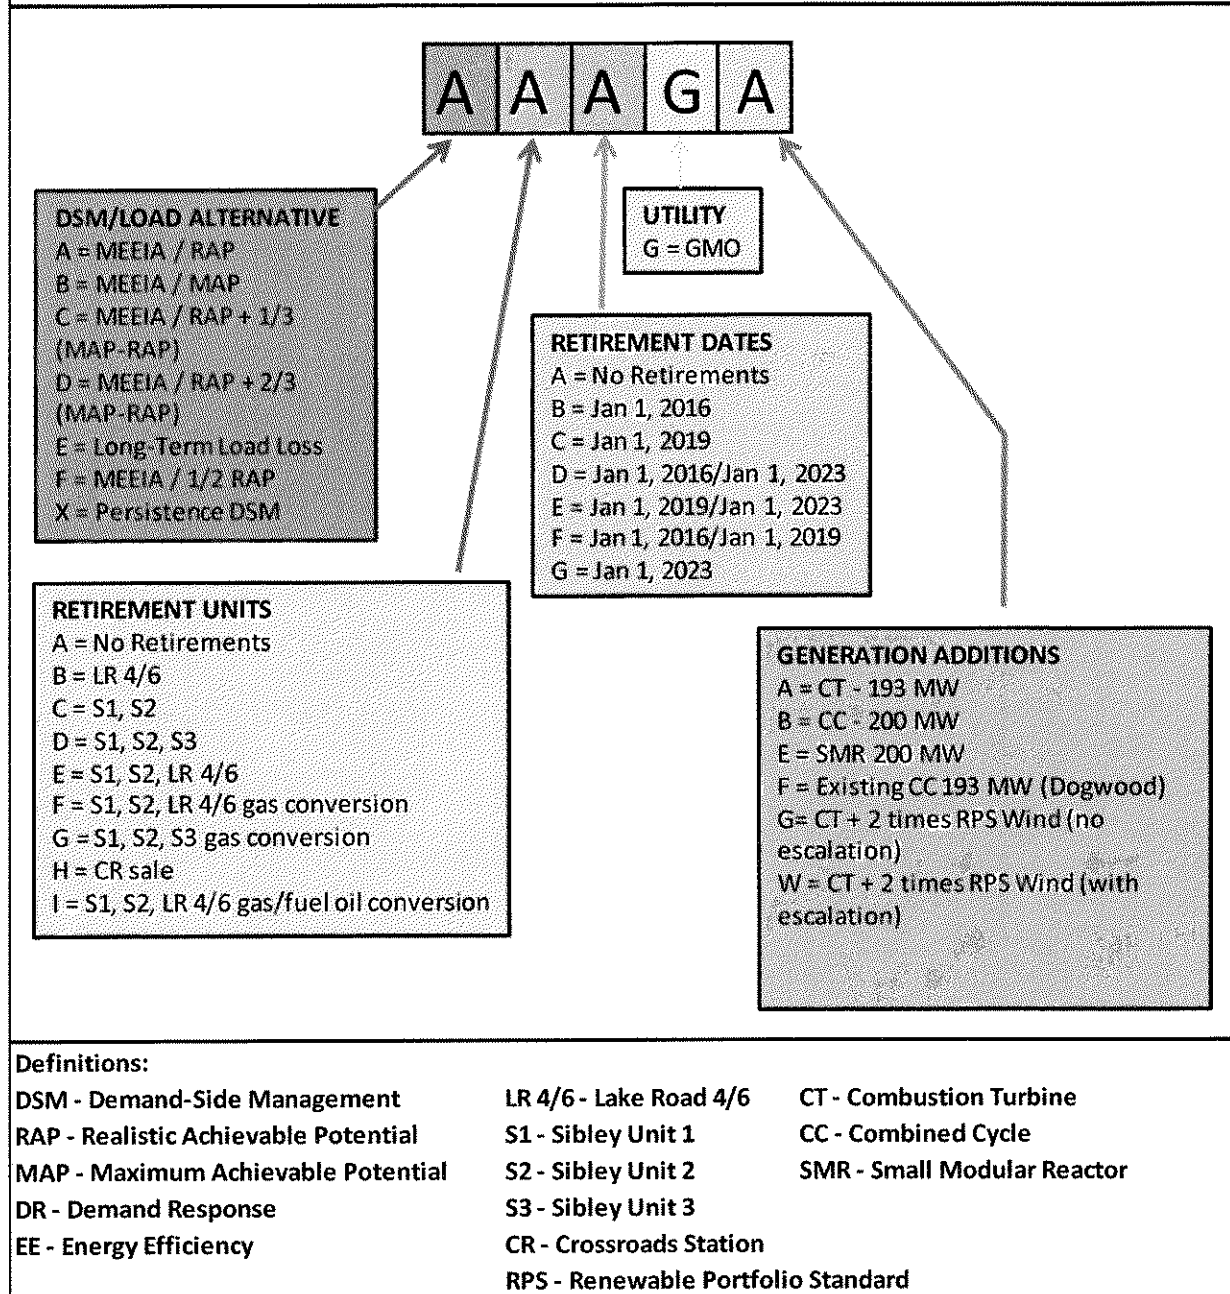 A A A G A
DSM/LOAD ALTERNATIVE
A = MEEIA / RAP
B = MEEIA / MAP
C = MEEIA / RAP + 1/3
(MAP-RAP)
D = MEEIA / RAP + 2/3
(MAP-RAP)
E = Long-Term Load Loss
F = MEEIA / 1/2 RAP
X = Persistence DSM
UTILITY
G = GMO
RETIREMENT DATES
A = No Retirements
B = Jan 1, 2016
C = Jan 1, 2019
D = Jan 1, 2016/Jan 1, 2023
E = Jan 1, 2019/Jan 1, 2023
F = Jan 1, 2016/Jan 1, 2019
G = Jan 1, 2023
RETIREMENT UNITS
A = No Retirements
B = LR 4/6
C = S1, S2
D = S1, S2, S3
E = S1, S2, LR 4/6
F = S1, S2, LR 4/6 gas conversion
G = S1, S2, S3 gas conversion
H = CR sale
I = S1, S2, LR 4/6 gas/fuel oil conversion
GENERATION ADDITIONS
A = CT - 193 MW
B = CC - 200 MW
E = SMR 200 MW
F = Existing CC 193 MW (Dogwood)
G= CT + 2 times RPS Wind (no
escalation)
W = CT + 2 times RPS Wind (with
escalation)
Definitions:
DSM - Demand-Side Management
RAP - Realistic Achievable Potential
MAP - Maximum Achievable Potential
DR - Demand Response
EE - Energy Efficiency
LR 4/6 - Lake Road 4/6
S1 - Sibley Unit 1
S2 - Sibley Unit 2
S3 - Sibley Unit 3
CR - Crossroads Station
RPS - Renewable Portfolio Standard
CT - Combustion Turbine
CC - Combined Cycle
SMR - Small Modular Reactor